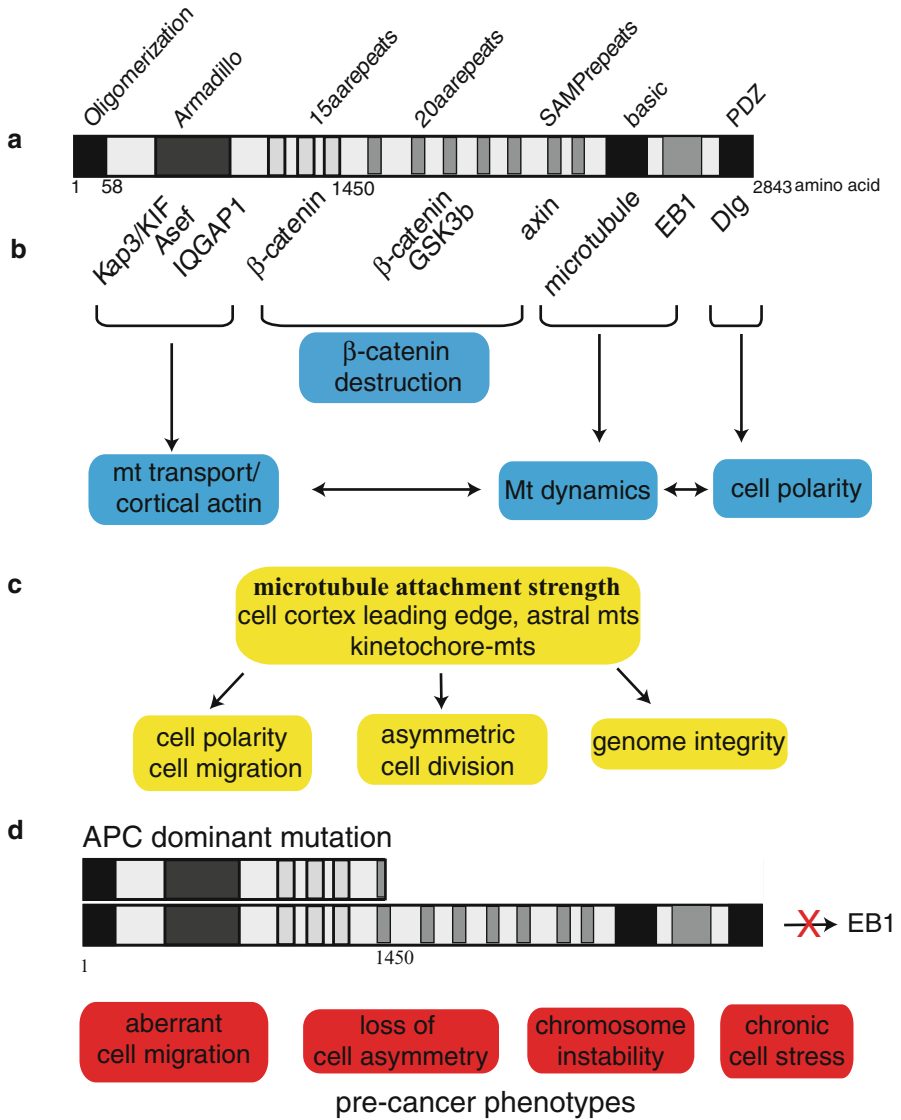 Oligomerization
Armadillo
15aarepeats
20aarepeats
SAMPrepeats
basic
PDZ
a
1
58
1450
2843 amino acid
b
Kap3/KIF
Asef
IQGAP1
β-catenin
β-catenin
GSK3b
axin
microtubule
EB1
Dlg
β-catenin
destruction
mt transport/
cortical actin
Mt dynamics
cell polarity
c
microtubule attachment strength
cell cortex leading edge, astral mts
kinetochore-mts
cell polarity
cell migration
asymmetric
cell division
genome integrity
d
APC dominant mutation
X
EB1
1
1450
aberrant
cell migration
loss of
cell asymmetry
chromosome
instability
chronic
cell stress
pre-cancer phenotypes